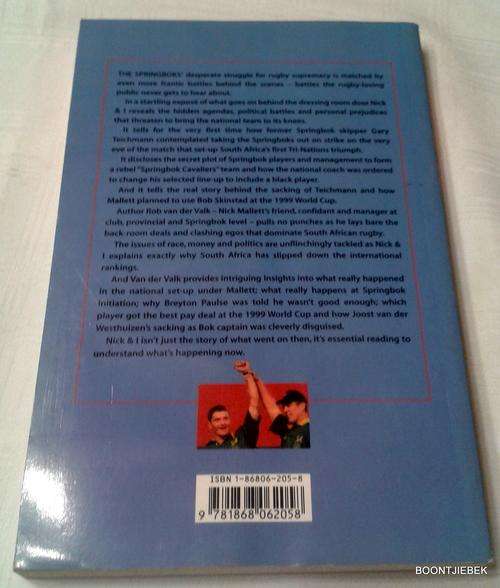 THE SPRINGBOKS' desperate struggle for rugby supremacy is matched by
even more frantic battles behind the scenes – battles the rugby-loving
public never gets to hear about.
In a startling exposé of what goes on behind the dressing room door Nick
& I reveals the hidden agendas, political battles and personal prejudices
that threaten to bring the national team to its knees.
It tells for the very first time how former Springbok skipper Gary
Teichmann contemplated taking the Springboks out on strike on the very
eve of the match that set-up South Africa's first Tri-Nations triumph.
It discloses the secret plot of Springbok players and management to form
a rebel "Springbok Cavaliers" team and how the national coach was ordered
to change his selected line up to include a black player.
And it tells the real story behind the sacking of Teichmann and how
Mallett planned to use Bob Skinstad at the 1999 World Cup.
Author Rob van der Valk – Nick Mallett's friend, confidant and manager at
club, provincial and Springbok level – pulls no punches as he lays bare the
back-room deals and clashing egos that dominate South African rugby.
The issues of race, money and politics are unflinchingly tackled as Nick &
I explains exactly why South Africa has slipped down the international
rankings.
And Van der Valk provides intriguing insights into what really happened
in the national set-up under Mallett; what really happens at Springbok
initiation; why Breyton Paulse was told he wasn't good enough; which
player got the best pay deal at the 1999 World Cup and how Joost van der
Westhuizen's sacking as Bok captain was cleverly disguised.
Nick & I isn't just the story of what went on then, it's essential reading to
understand what's happening now.
ISBN 1-86806-205-8
9 781868 062058
BOONTJIEBEK